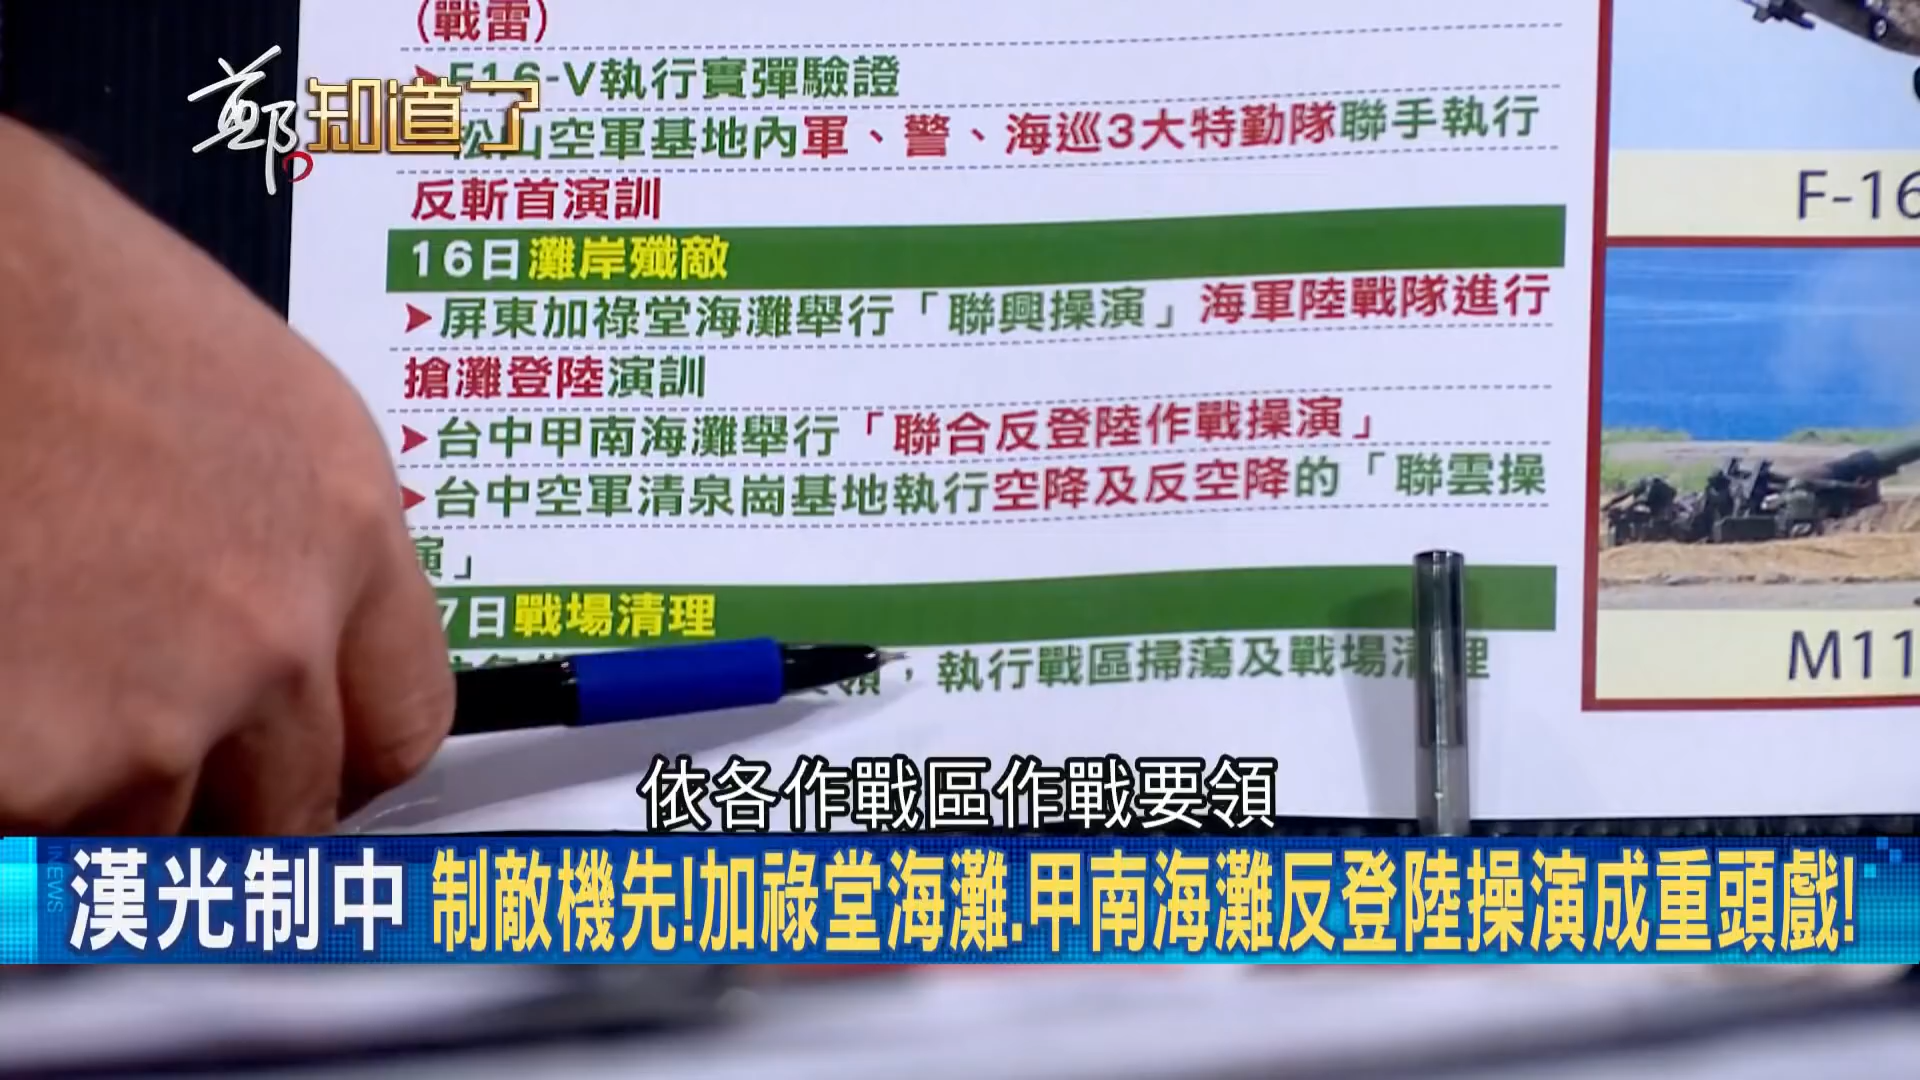 (戰雷)
鄭知道了
F16-V執行實彈驗證
松山空軍基地內軍、警、海巡3大特勤隊聯手執行
反斬首演訓
F-16
16日灘岸殲敵
➤屏東加祿堂海灘舉行「聯興操演」海軍陸戰隊進行
搶灘登陸演訓
➤台中甲南海灘舉行「聯合反登陸作戰操演」
➤台中空軍清泉崗基地執行空降及反空降的「聯雲操
演」
7日戰場清理
領，執行戰區掃蕩及戰場清理
M11
依各作戰區作戰要領
INEWS
漢光制中 制敵機先!加祿堂海灘.甲南海灘反登陸操演成重頭戲!